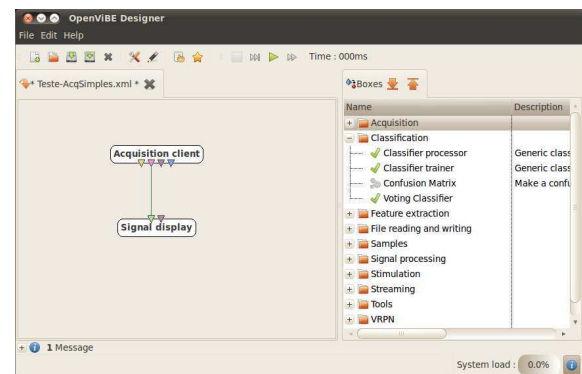 OpenViBE Designer
File Edit Help
Time : 000ms
* Teste-AcqSimples.xml *
Boxes
Name Description
Acquisition
Classification
Classifier processor Generic class
Classifier trainer Generic class
Confusion Matrix Make a confu
Voting Classifier
Feature extraction
File reading and writing
Samples
Signal processing
Stimulation
Streaming
Tools
VRPN
Acquisition client
Signal display
1 Message
System load : 0.0%